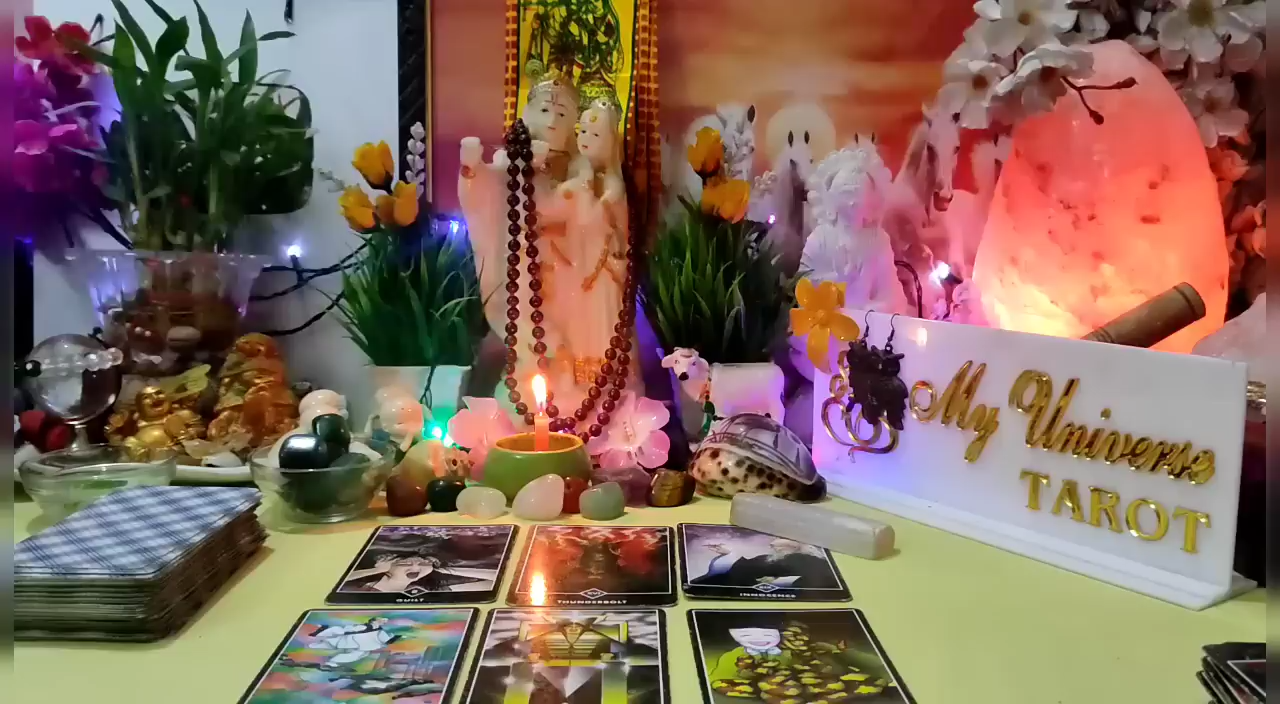 My Universe
TAROT
GUILT
THUNDERBOLT
INNOCENCE